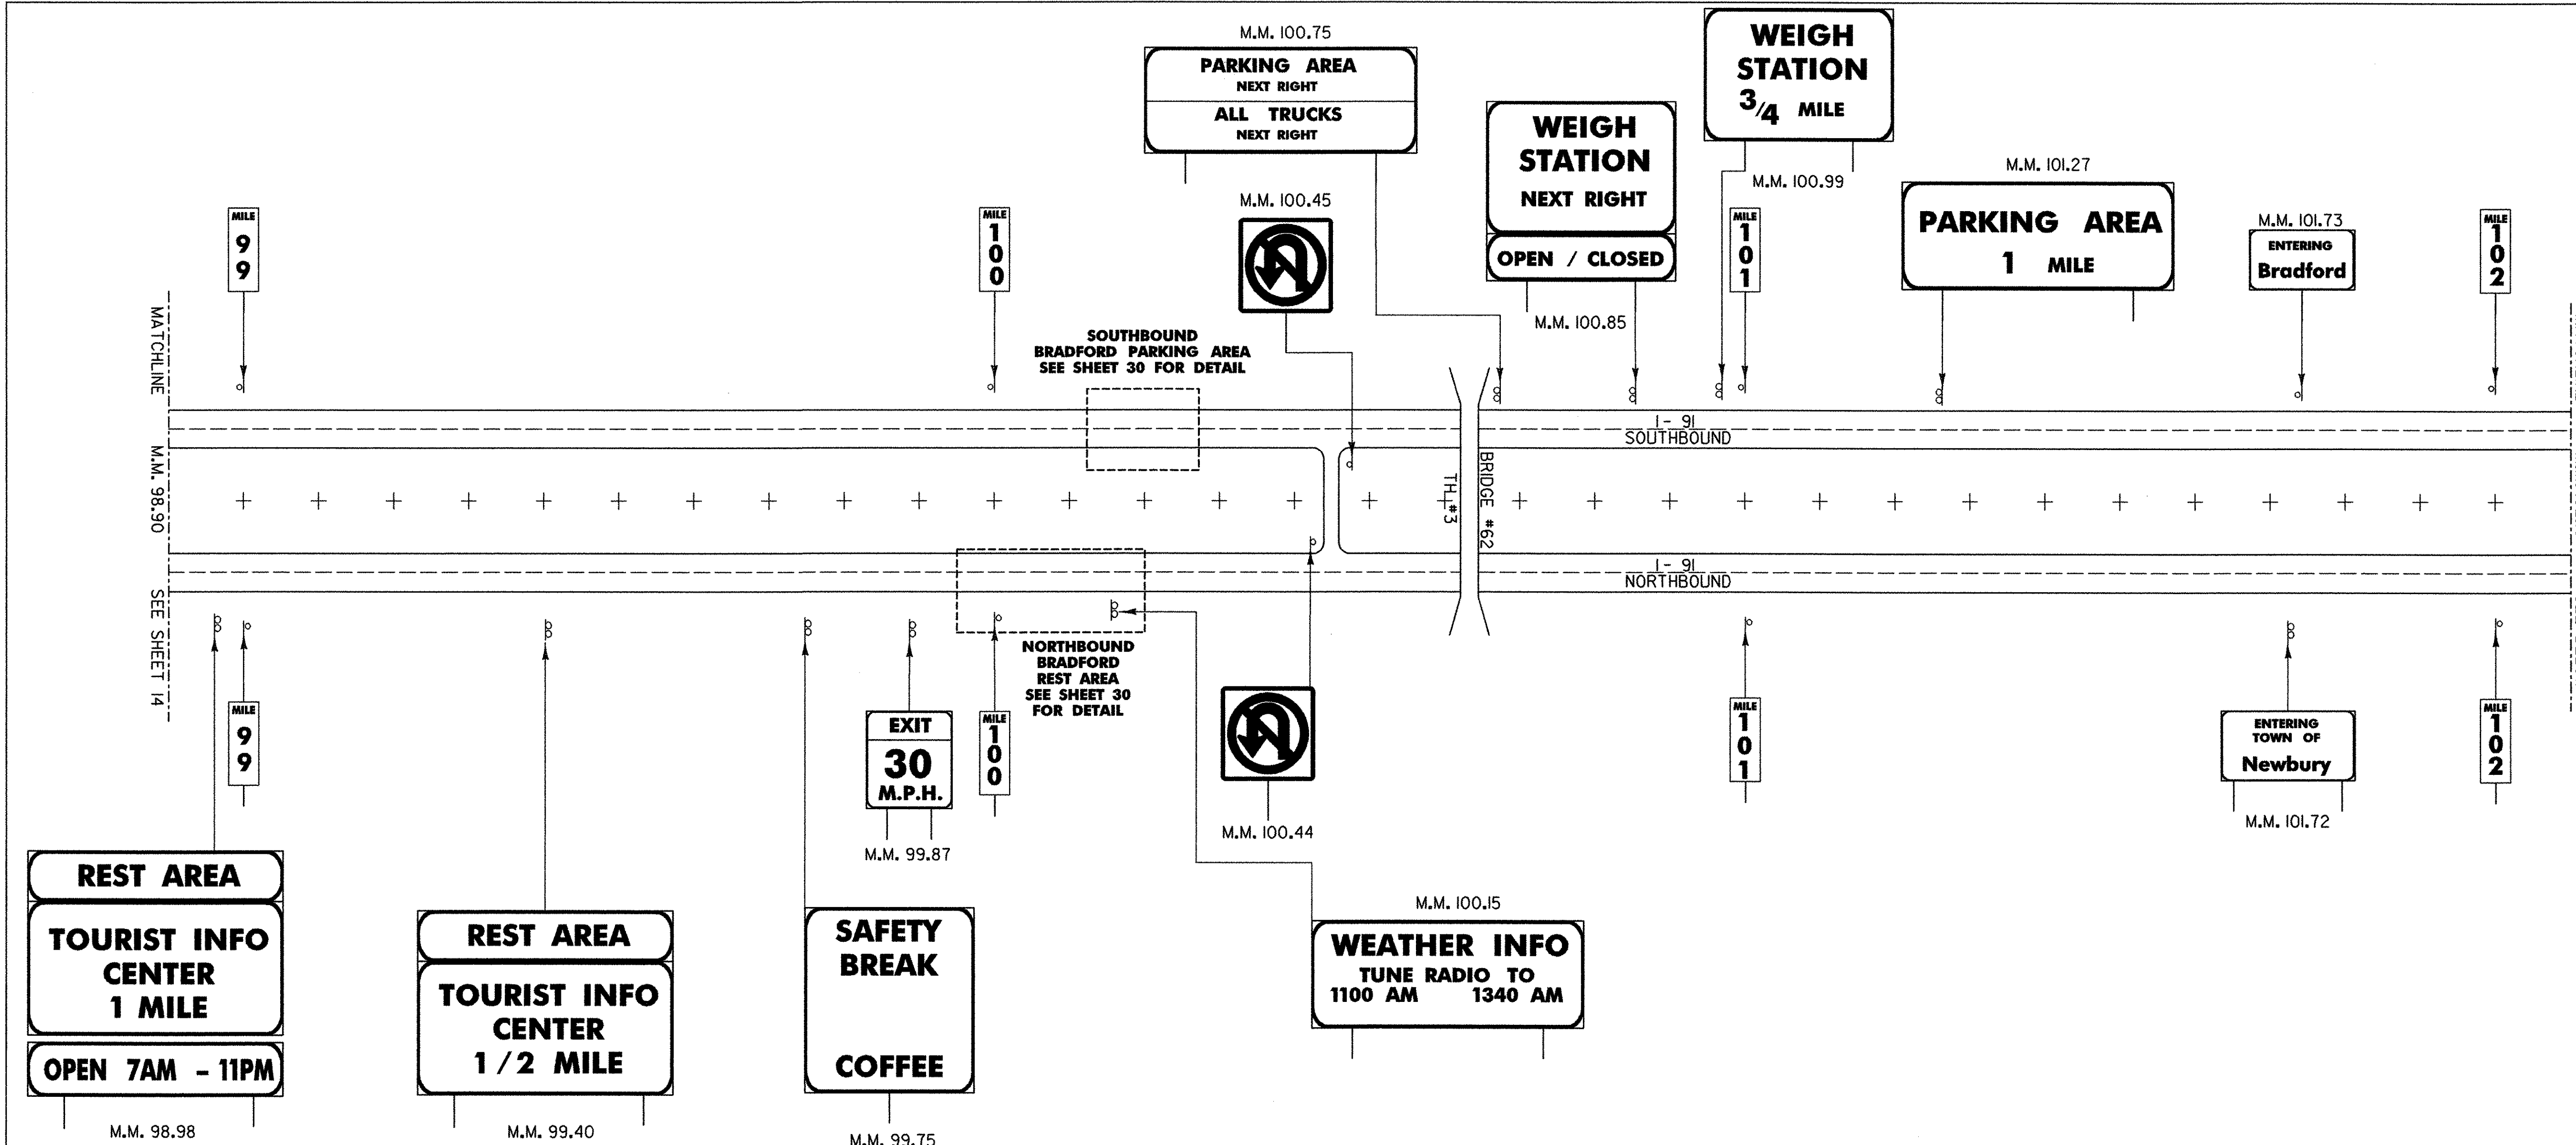 M.M. 100.75
PARKING AREA
NEXT RIGHT
ALL TRUCKS
NEXT RIGHT
WEIGH
STATION
3/4 MILE
M.M. 100.99
WEIGH
STATION
NEXT RIGHT
OPEN / CLOSED
M.M. 100.85
M.M. 101.27
PARKING AREA
1 MILE
M.M. 101.73
ENTERING
Bradford
M.M. 100.45
MILE
99
MILE
100
MILE
101
MILE
102
SOUTHBOUND
BRADFORD PARKING AREA
SEE SHEET 30 FOR DETAIL
MATCHLINE
M.M. 98.90
SEE SHEET 14
I-91
SOUTHBOUND
BRIDGE #62
TH #3
I-91
NORTHBOUND
NORTHBOUND
BRADFORD
REST AREA
SEE SHEET 30
FOR DETAIL
MILE
99
EXIT
30
M.P.H.
M.M. 99.87
MILE
100
M.M. 100.44
MILE
101
ENTERING
TOWN OF
Newbury
M.M. 101.72
MILE
102
REST AREA
TOURIST INFO
CENTER
1 MILE
OPEN 7AM - 11PM
M.M. 98.98
REST AREA
TOURIST INFO
CENTER
1/2 MILE
M.M. 99.40
SAFETY
BREAK
COFFEE
M.M. 99.75
M.M. 100.15
WEATHER INFO
TUNE RADIO TO
1100 AM 1340 AM